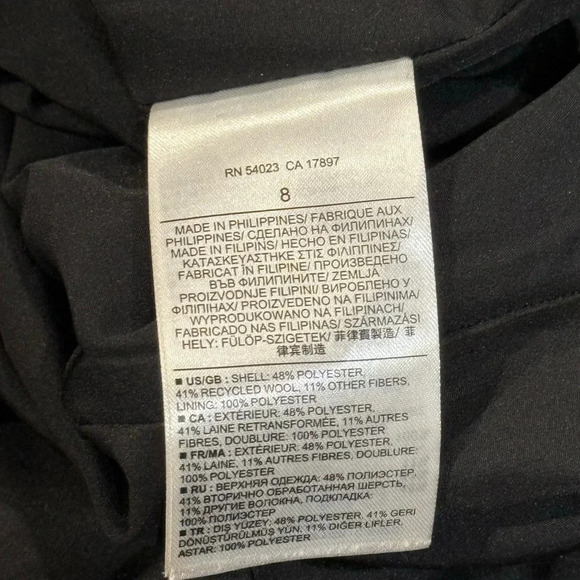 RN 54023 CA 17897
8
MADE IN PHILIPPINES/ FABRIQUE AUX
PHILIPPINES/ СДЕЛАНО НА ФИЛИПИНАХ/
MADE IN FILIPINS/ HECHO EN FILIPINAS/
ΚΑΤΑΣΚΕΥΑΣΤΗΚΕ ΣΤΙΣ ΦΙΛΙΠΠΙΝΕΣ/
FABRICAT ÎN FILIPINE/ ПРОИЗВЕДЕНО
ВЪВ ФИЛИПИНИТЕ/ ZEMLJA
PROIZVODNJE FILIPINI/ ВИРОБЛЕНО У
ФІЛІПІНАХ/ PROIZVEDENO NA FILIPINIMA/
WYPRODUKOWANO NA FILIPINACH/
FABRICADO NAS FILIPINAS/ SZÁRMAZÁSI
HELY: FÜLÖP-SZIGETEK/ 菲律賓製造/ 菲
律宾制造
■ US/GB : SHELL: 48% POLYESTER,
41% RECYCLED WOOL, 11% OTHER FIBERS,
LINING: 100% POLYESTER
■ CA : EXTÉRIEUR: 48% POLYESTER,
41% LAINE RETRANSFORMÉE, 11% AUTRES
FIBRES, DOUBLURE: 100% POLYESTER
■ FR/MA : EXTÉRIEUR: 48% POLYESTER,
41% LAINE, 11% AUTRES FIBRES, DOUBLURE:
100% POLYESTER
■ RU : ВЕРХНЯЯ ОДЕЖДА: 48% ПОЛИЭСТЕР,
41% ВТОРИЧНО ОБРАБОТАННАЯ ШЕРСТЬ,
11% ДРУГИЕ ВОЛОКНА, ПОДКЛАДКА:
100% ПОЛИЭСТЕР
■ TR : DIŞ YÜZEY: 48% POLYESTER, 41% GERİ
DÖNÜŞTÜRÜLMÜŞ YÜN, 11% DİĞER LİFLER,
ASTAR: 100% POLYESTER